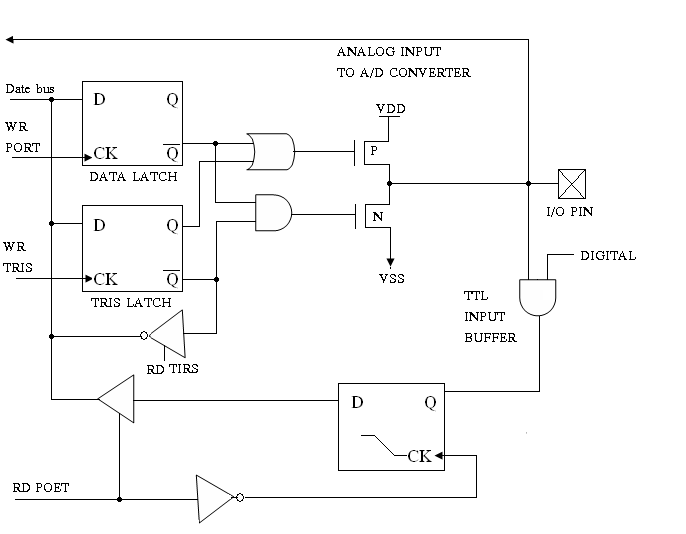 ANALOG INPUT
TO A/D CONVERTER
Date bus
D Q
WR
PORT
CK Q
DATA LATCH
VDD
P
I/O PIN
WR
TRIS
D Q
CK Q
TRIS LATCH
N
VSS
DIGITAL
TTL
INPUT
BUFFER
RD TIRS
D Q
CK
RD POET